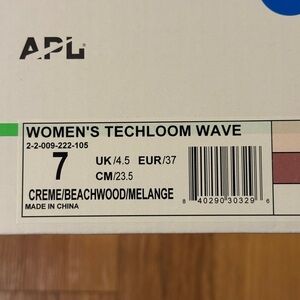 APL
WOMEN'S TECHLOOM WAVE
2-2-009-222-105
7
UK/4.5 EUR/37
CM/23.5
CREME/BEACHWOOD/MELANGE
MADE IN CHINA
8 40290 30329 6